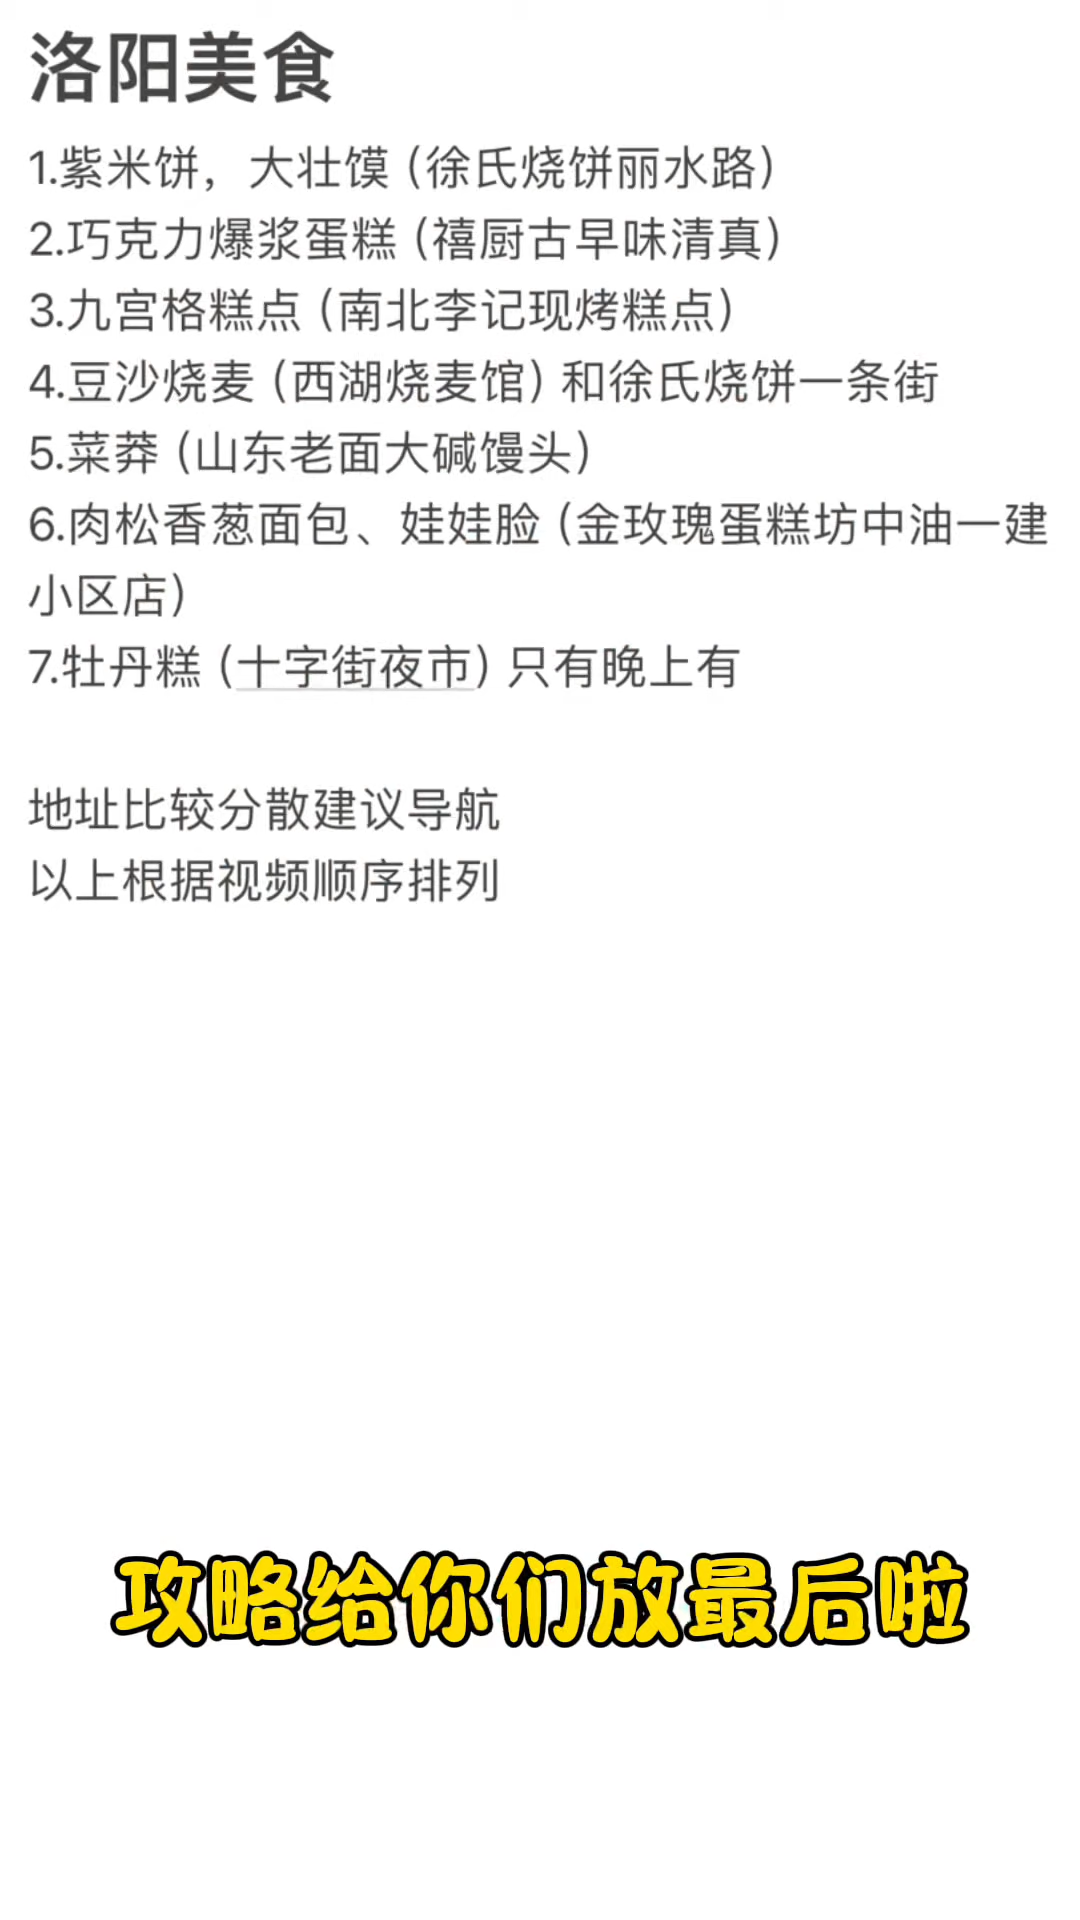 洛阳美食
1.紫米饼，大壮馍（徐氏烧饼丽水路）
2.巧克力爆浆蛋糕（禧厨古早味清真）
3.九宫格糕点（南北李记现烤糕点）
4.豆沙烧麦（西湖烧麦馆）和徐氏烧饼一条街
5.菜莽（山东老面大碱馒头）
6.肉松香葱面包、娃娃脸（金玫瑰蛋糕坊中油一建
小区店）
7.牡丹糕（十字街夜市）只有晚上有
地址比较分散建议导航
以上根据视频顺序排列
攻略给你们放最后啦